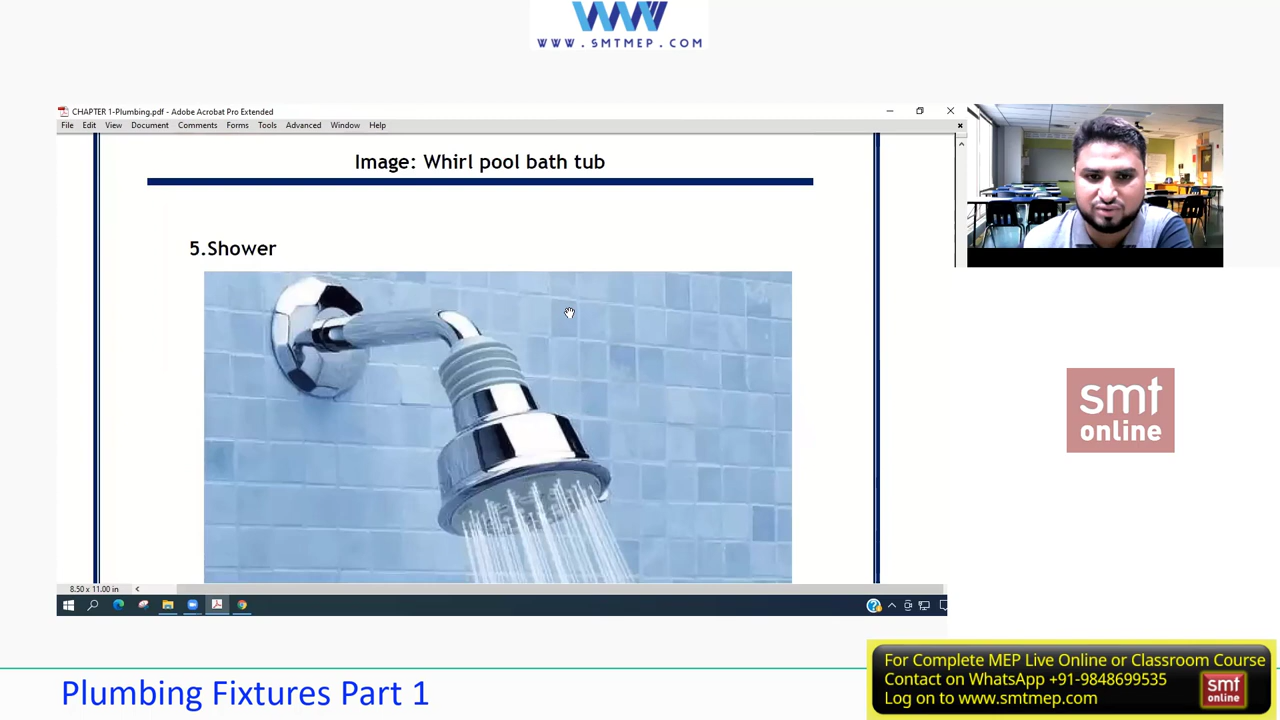 WWW.SMTMEP.COM
CHAPTER 1-Plumbing.pdf - Adobe Acrobat Pro Extended
File Edit View Document Comments Forms Tools Advanced Window Help
Image: Whirl pool bath tub
5.Shower
smt
online
8.50 x 11.00 in
Plumbing Fixtures Part 1
For Complete MEP Live Online or Classroom Course
Contact on WhatsApp +91-9848699535
Log on to www.smtmep.com
smt
online